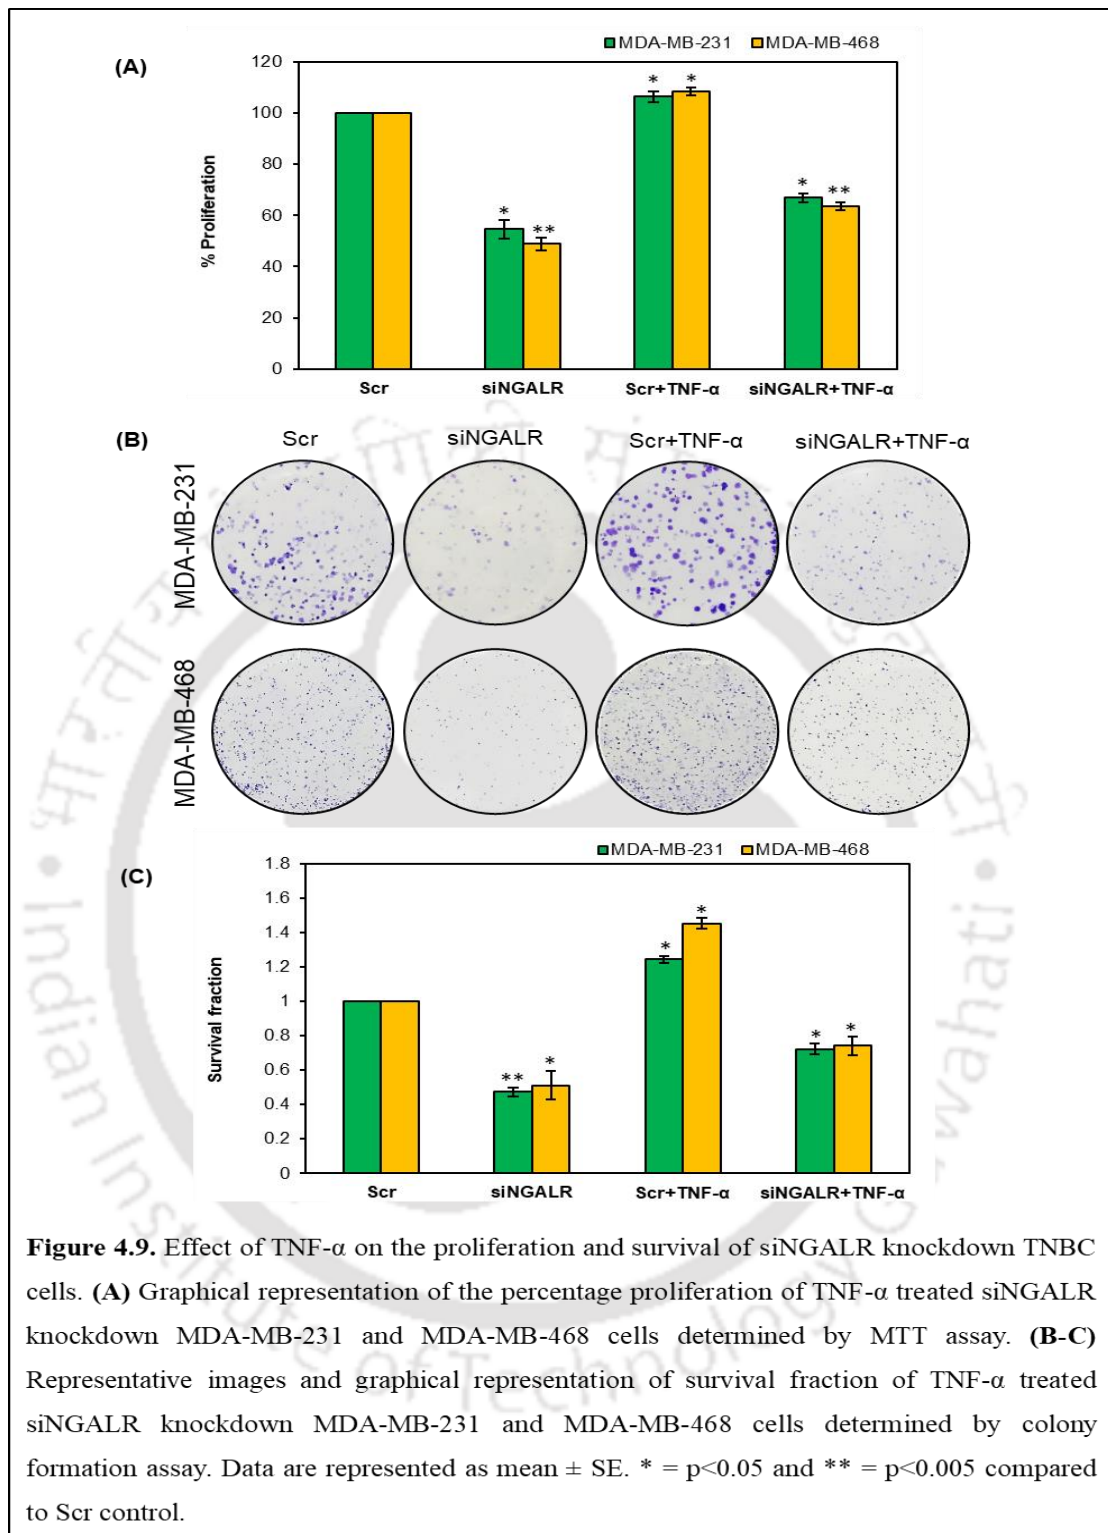 ■MDA-MB-231 ■MDA-MB-468
(A)
120
100
80
60
40
20
0
% Proliferation
* ** * * * **
Scr siNGALR Scr+TNF-α siNGALR+TNF-α
(B)
Scr siNGALR Scr+TNF-α siNGALR+TNF-α
MDA-MB-231
MDA-MB-468
■MDA-MB-231 ■MDA-MB-468
(C)
1.8
1.6
1.4
1.2
1
0.8
0.6
0.4
0.2
0
Survival fraction
** * * * * *
Scr siNGALR Scr+TNF-α siNGALR+TNF-α
Figure 4.9. Effect of TNF-α on the proliferation and survival of siNGALR knockdown TNBC
cells. (A) Graphical representation of the percentage proliferation of TNF-α treated siNGALR
knockdown MDA-MB-231 and MDA-MB-468 cells determined by MTT assay. (B-C)
Representative images and graphical representation of survival fraction of TNF-α treated
siNGALR knockdown MDA-MB-231 and MDA-MB-468 cells determined by colony
formation assay. Data are represented as mean ± SE. * = p<0.05 and ** = p<0.005 compared
to Scr control.
Indian Institute of Technology